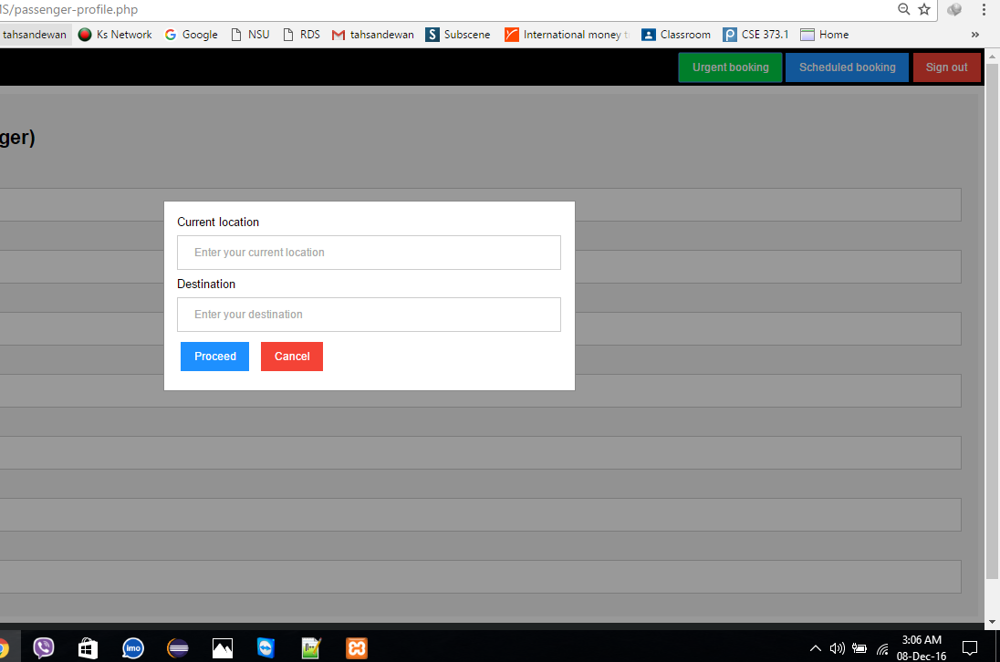 MS/passenger-profile.php
tahsandewan Ks Network Google NSU RDS tahsandewan Subscene International money t Classroom CSE 373.1 Home »
Urgent booking Scheduled booking Sign out
ger)
Current location
Enter your current location
Destination
Enter your destination
Proceed Cancel
imo
3:06 AM
08-Dec-16